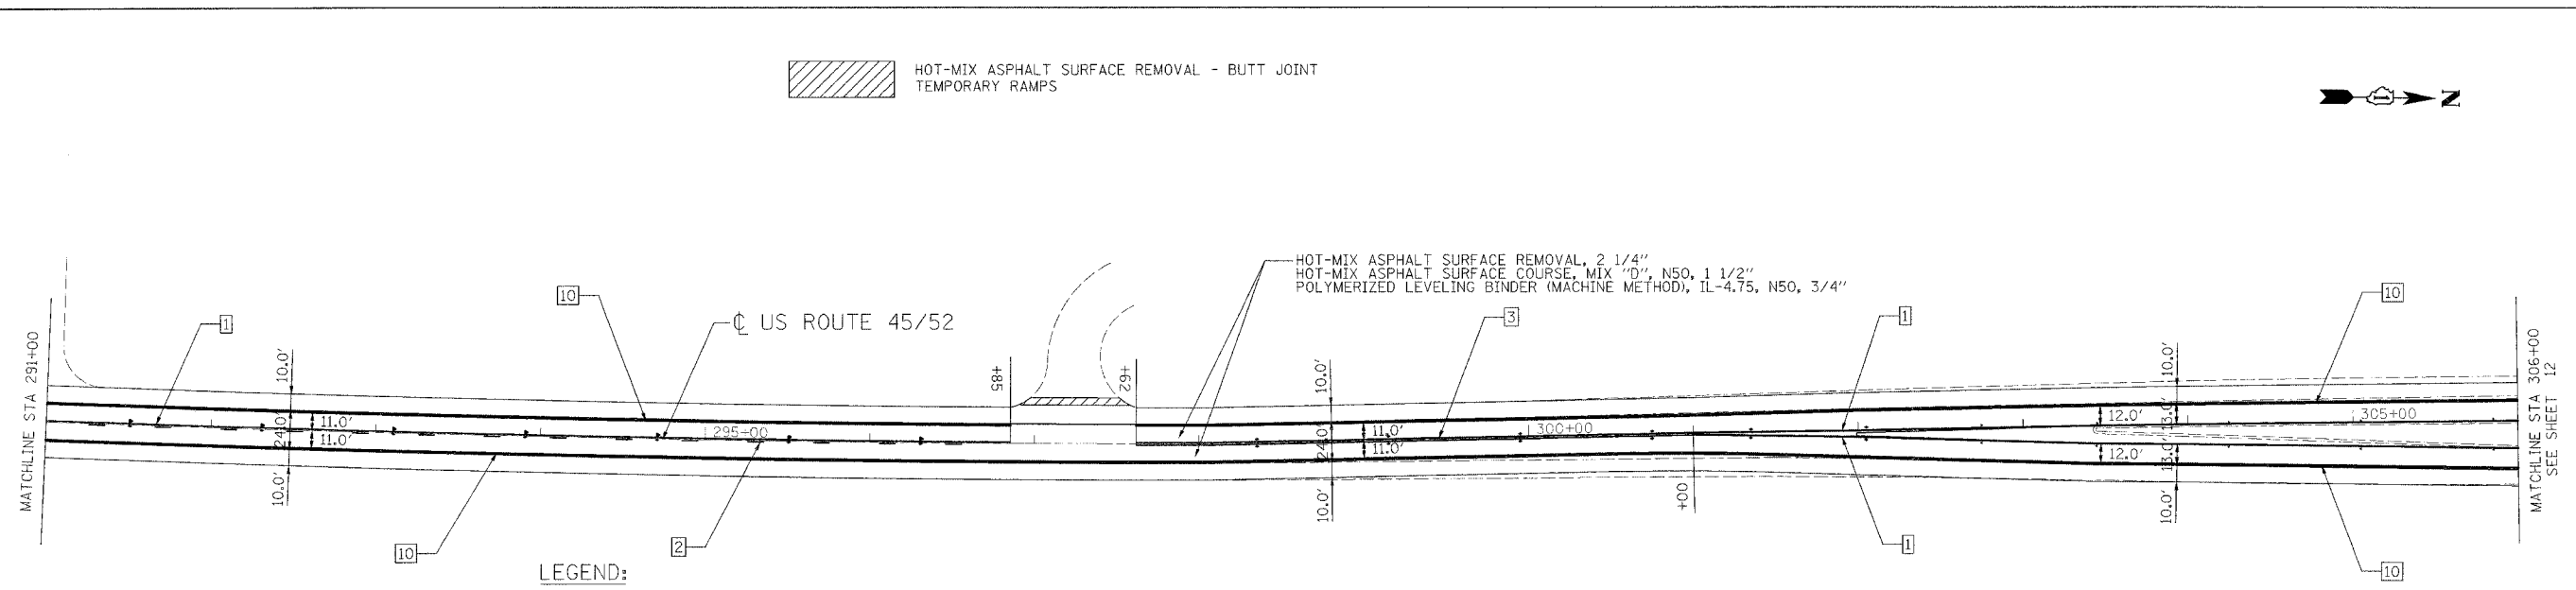 HOT-MIX ASPHALT SURFACE REMOVAL - BUTT JOINT
TEMPORARY RAMPS
N
HOT-MIX ASPHALT SURFACE REMOVAL, 2 1/4"
HOT-MIX ASPHALT SURFACE COURSE, MIX "D", N50, 1 1/2"
POLYMERIZED LEVELING BINDER (MACHINE METHOD), IL-4.75, N50, 3/4"
10
10
1
℄ US ROUTE 45/52
3
1
MATCHLINE STA 291+00
10.0'
24.0'
11.0'
11.0'
10.0'
295+00
+85
+62
10.0'
24.0'
11.0'
11.0'
10.0'
300+00
+00
10.0'
12.0'
13.0'
12.0'
13.0'
10.0'
305+00
MATCHLINE STA 306+00
SEE SHEET 12
10
2
1
10
LEGEND: